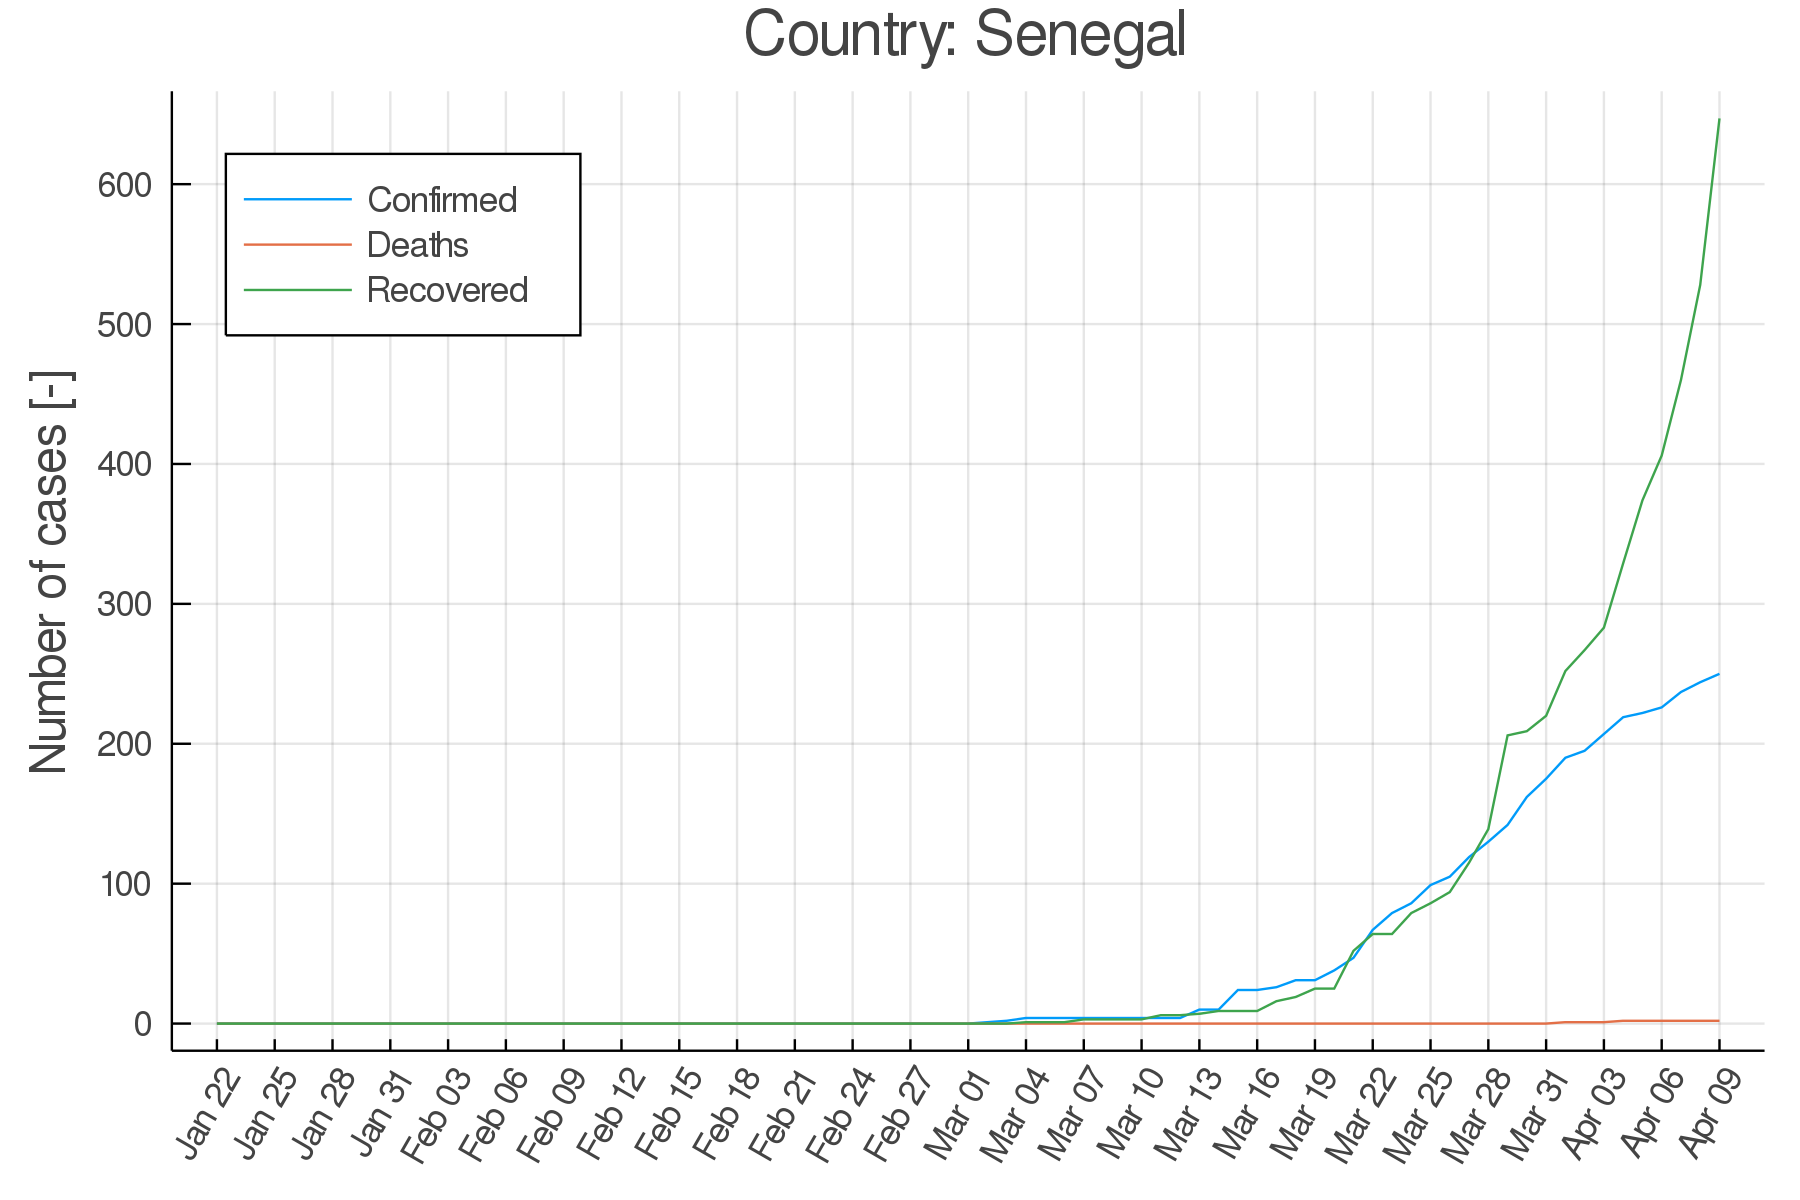 Country: Senegal
Number of cases [-]
600
500
400
300
200
100
0
Confirmed
Deaths
Recovered
Jan 22
Jan 25
Jan 28
Jan 31
Feb 03
Feb 06
Feb 09
Feb 12
Feb 15
Feb 18
Feb 21
Feb 24
Feb 27
Mar 01
Mar 04
Mar 07
Mar 10
Mar 13
Mar 16
Mar 19
Mar 22
Mar 25
Mar 28
Mar 31
Apr 03
Apr 06
Apr 09